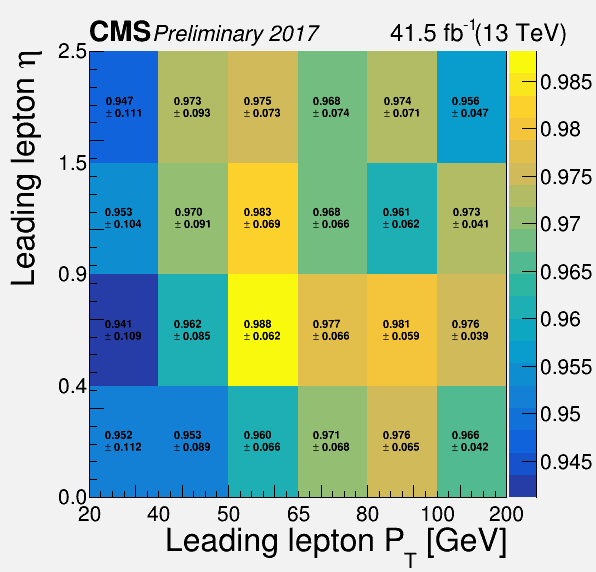 CMS Preliminary 2017 41.5 fb⁻¹(13 TeV)
Leading lepton η
2.5
1.5
0.9
0.4
0.0
0.947 0.973 0.975 0.968 0.974 0.956
± 0.111 ± 0.093 ± 0.073 ± 0.074 ± 0.071 ± 0.047
0.953 0.970 0.983 0.968 0.961 0.973
± 0.104 ± 0.091 ± 0.069 ± 0.066 ± 0.062 ± 0.041
0.941 0.962 0.988 0.977 0.981 0.976
± 0.109 ± 0.085 ± 0.062 ± 0.066 ± 0.059 ± 0.039
0.952 0.953 0.960 0.971 0.976 0.966
± 0.112 ± 0.089 ± 0.066 ± 0.068 ± 0.065 ± 0.042
20 40 50 65 80 100 200
Leading lepton P_T [GeV]
0.985
0.98
0.975
0.97
0.965
0.96
0.955
0.95
0.945